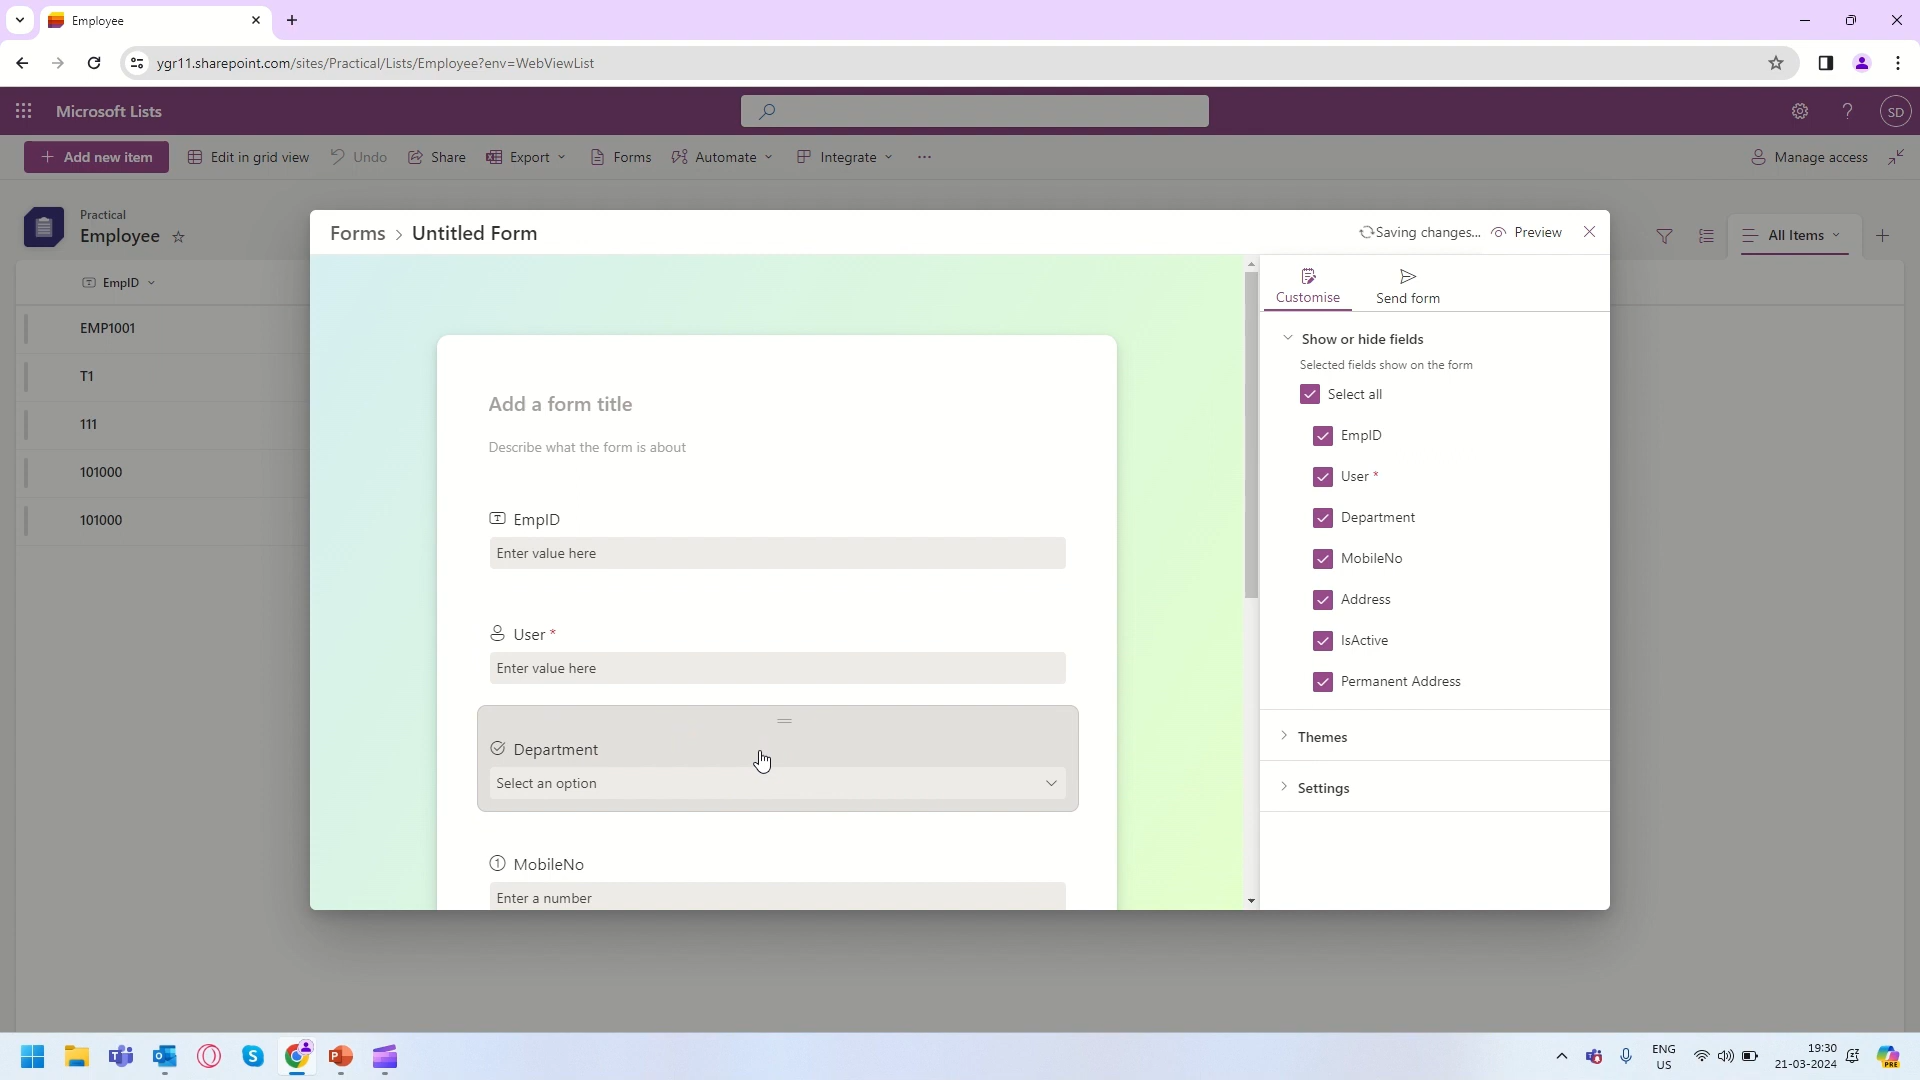 Employee
ygr11.sharepoint.com/sites/Practical/Lists/Employee?env=WebViewList
Microsoft Lists
SD
Add new item
Edit in grid view
Undo
Share
Export
Forms
Automate
Integrate
Manage access
Practical
Employee
All Items
EmpID
EMP1001
T1
111
101000
101000
Forms > Untitled Form
Saving changes...
Preview
Add a form title
Describe what the form is about
EmpID
Enter value here
User *
Enter value here
Department
Select an option
MobileNo
Enter a number
Customise
Send form
Show or hide fields
Selected fields show on the form
Select all
EmpID
User *
Department
MobileNo
Address
IsActive
Permanent Address
Themes
Settings
ENG
US
19:30
21-03-2024
PRE